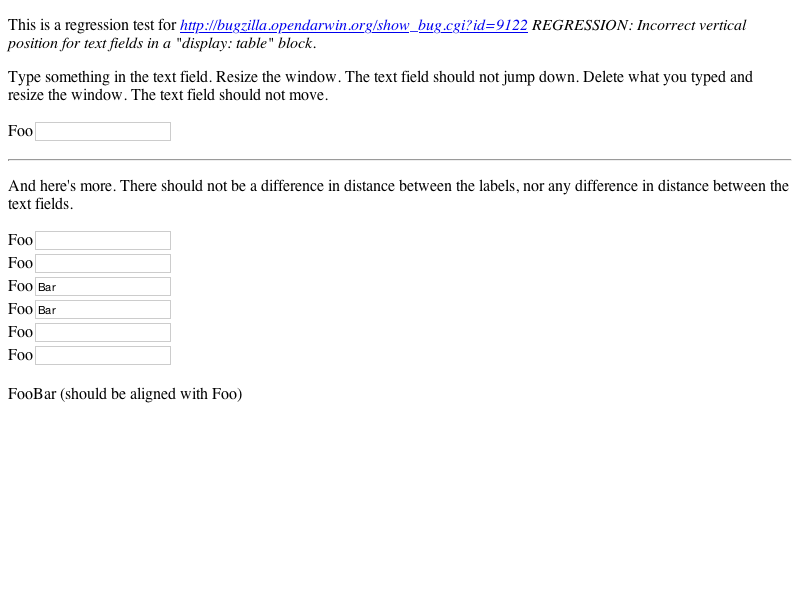 This is a regression test for http://bugzilla.opendarwin.org/show_bug.cgi?id=9122 REGRESSION: Incorrect vertical
position for text fields in a "display: table" block.
Type something in the text field. Resize the window. The text field should not jump down. Delete what you typed and
resize the window. The text field should not move.
Foo
And here's more. There should not be a difference in distance between the labels, nor any difference in distance between the
text fields.
Foo
Foo
Foo Bar
Foo Bar
Foo
Foo
FooBar (should be aligned with Foo)